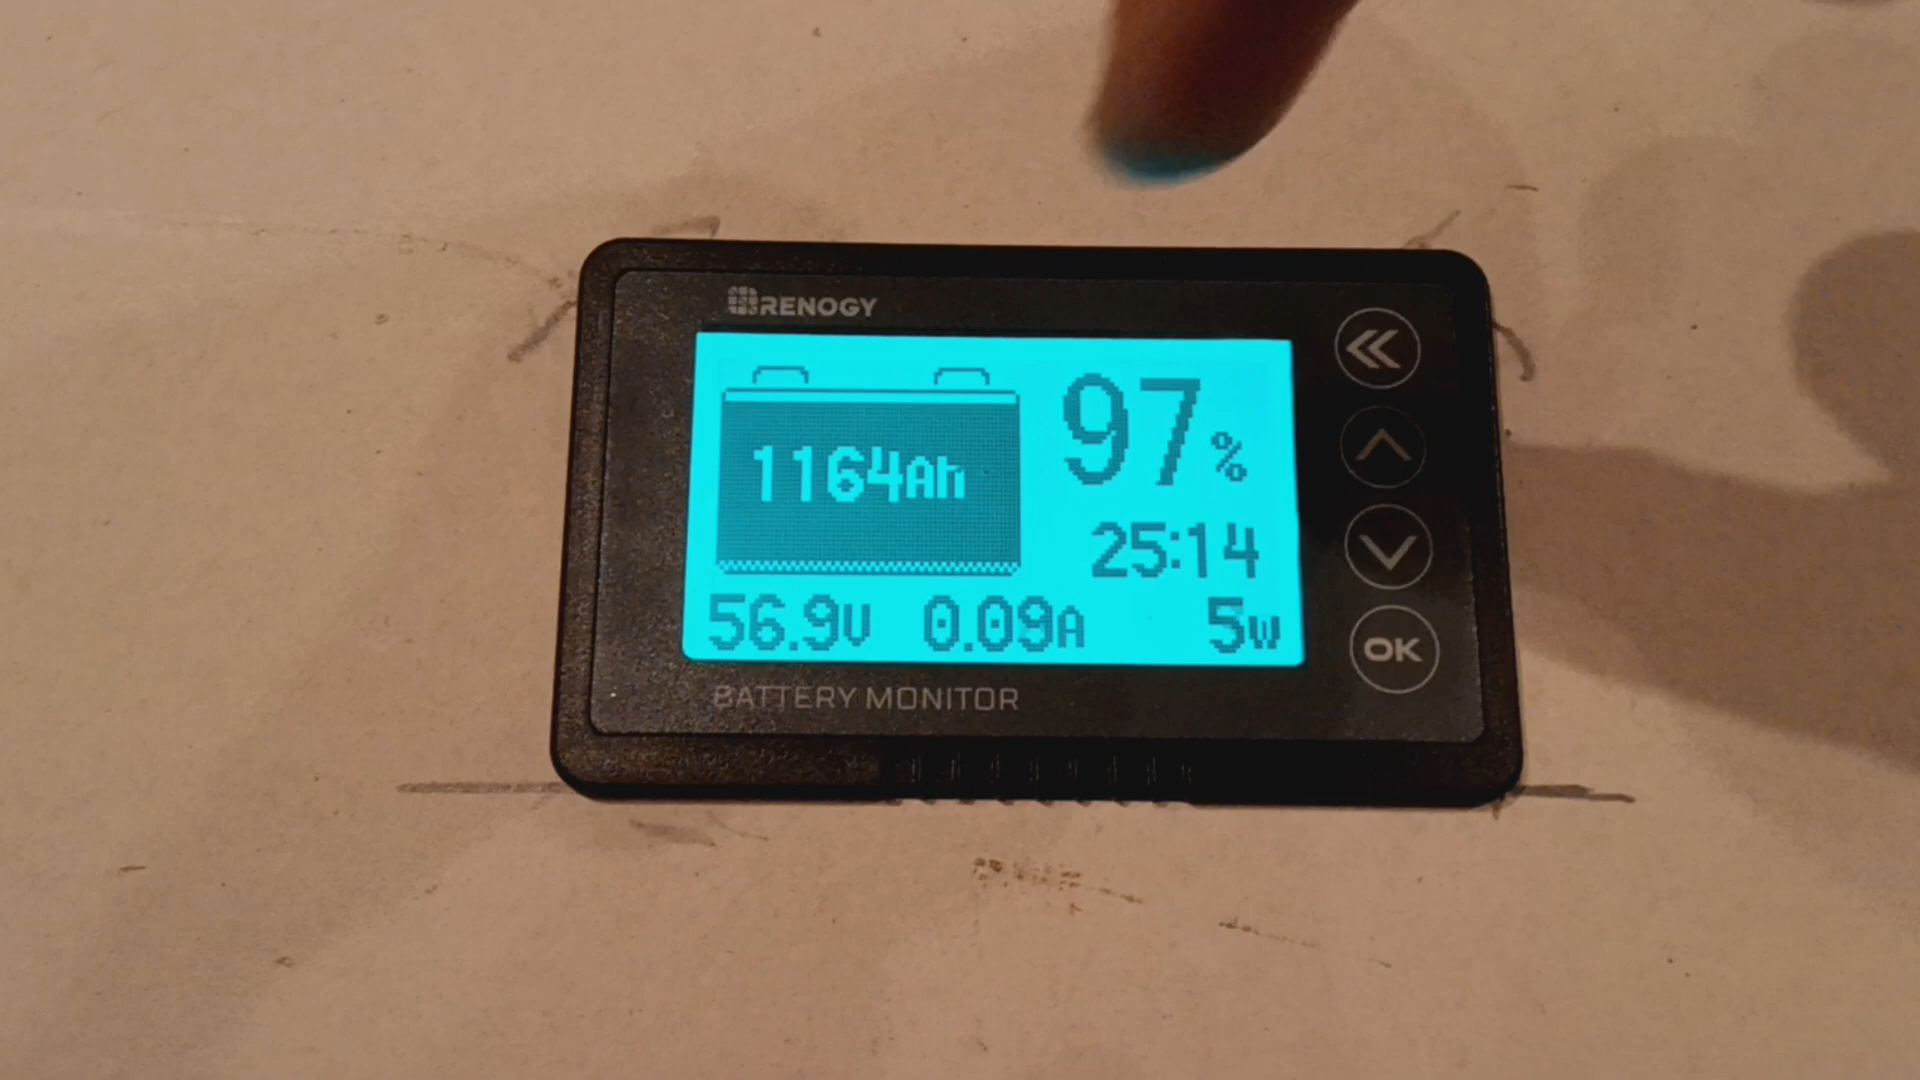 RENOGY
1164Ah
97%
25:14
56.9V 0.09A 5W
BATTERY MONITOR
OK